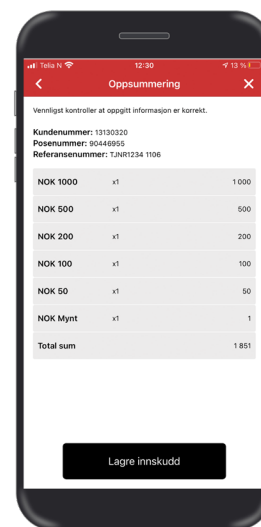 Telia N 12:30 13 %
Oppsummering
Vennligst kontroller at oppgitt informasjon er korrekt.
Kundenummer: 13130320
Posenummer: 90446955
Referansenummer: TJNR1234 1106
NOK 1000 x1 1 000
NOK 500 x1 500
NOK 200 x1 200
NOK 100 x1 100
NOK 50 x1 50
NOK Mynt x1 1
Total sum 1 851
Lagre innskudd